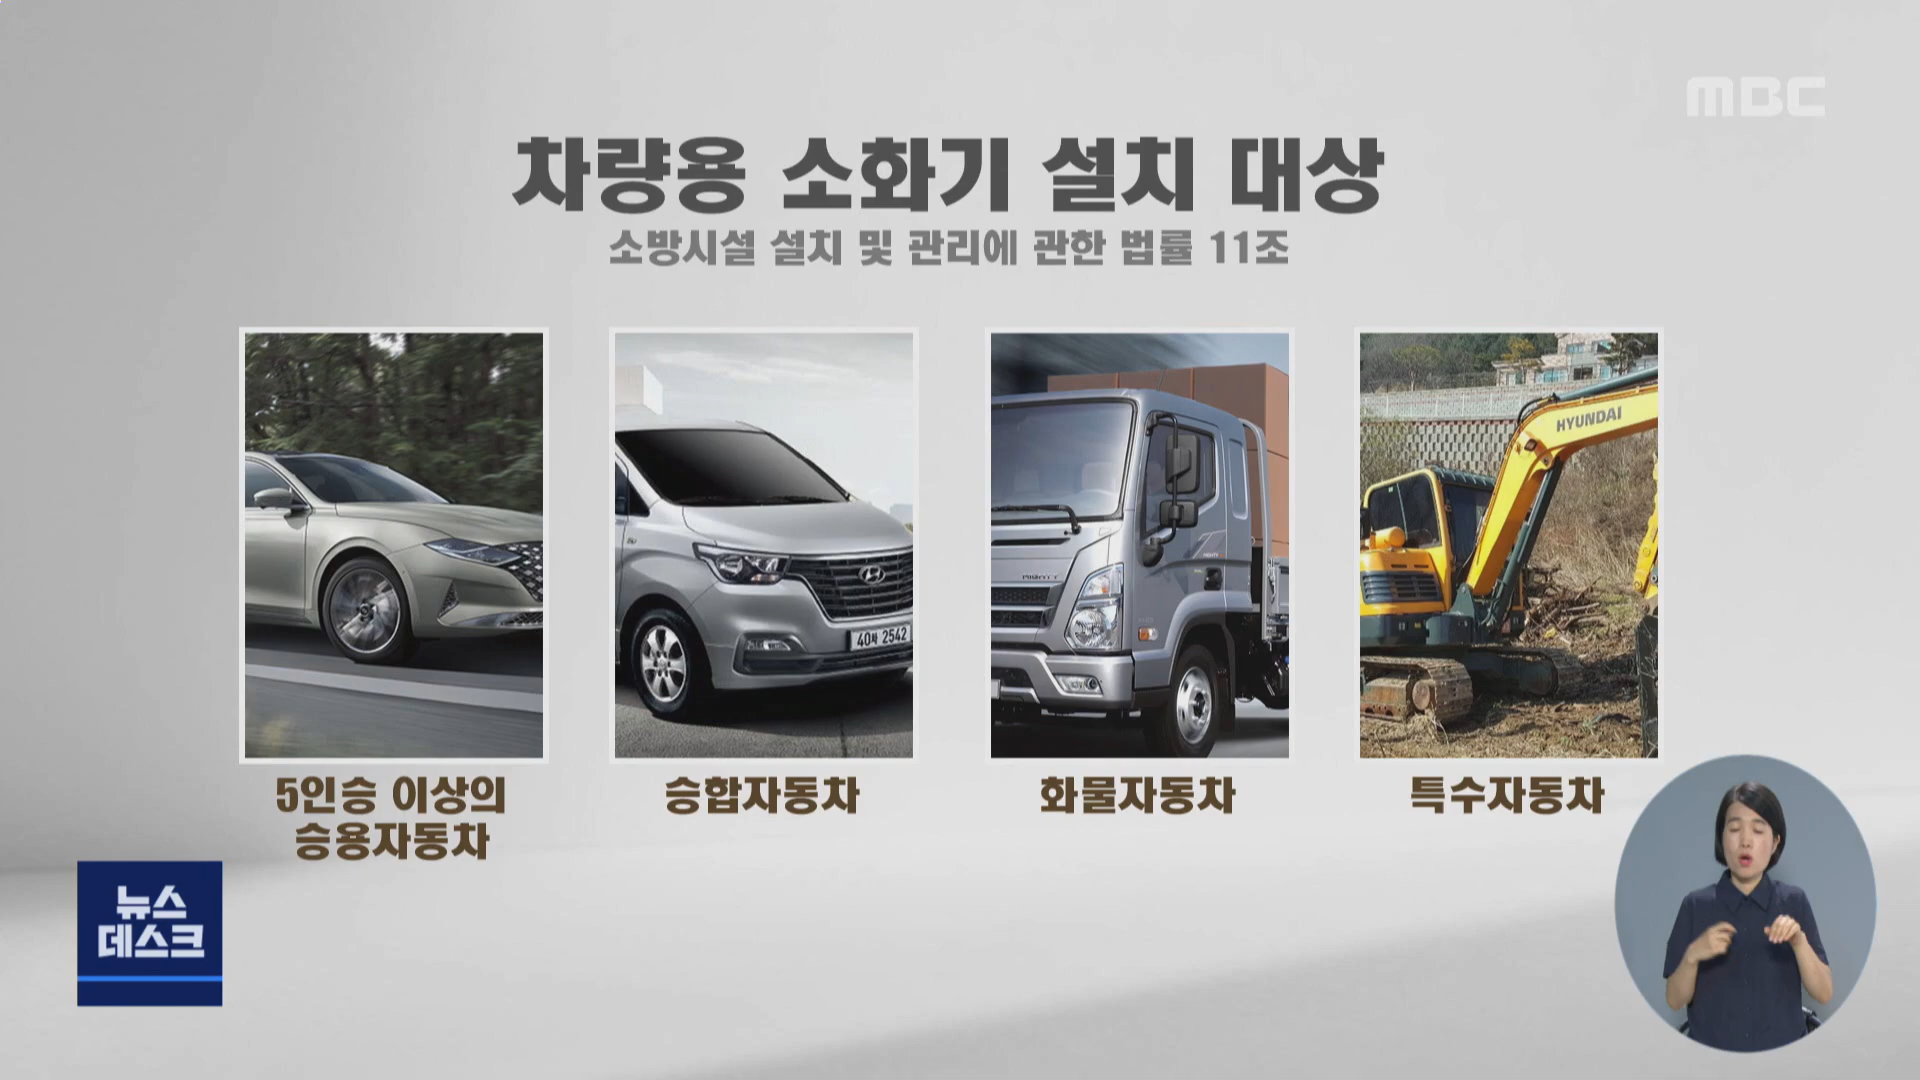 MBC
차량용 소화기 설치 대상
소방시설 설치 및 관리에 관한 법률 11조
HYUNDAI
MIGHTY
40사 2542
5인승 이상의
승용자동차
승합자동차
화물자동차
특수자동차
뉴스
데스크